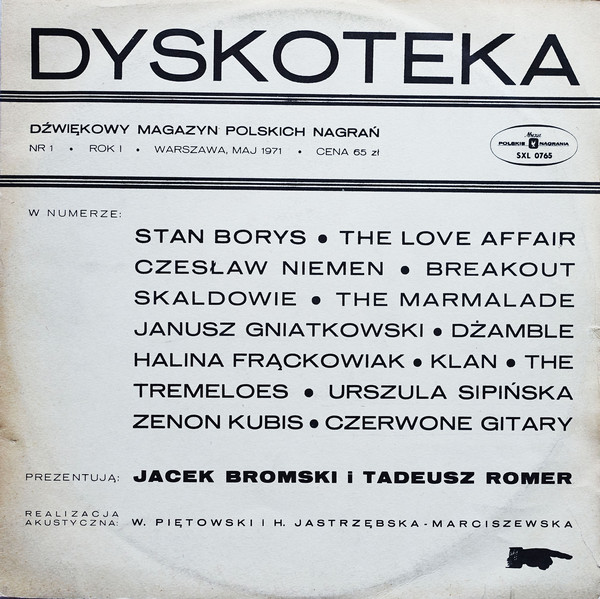 DYSKOTEKA
DŹWIĘKOWY MAGAZYN POLSKICH NAGRAŃ
NR 1 • ROK I • WARSZAWA, MAJ 1971 • CENA 65 zł
Muza
POLSKIE NAGRANIA
SXL 0765
W NUMERZE:
STAN BORYS • THE LOVE AFFAIR
CZESŁAW NIEMEN • BREAKOUT
SKALDOWIE • THE MARMALADE
JANUSZ GNIATKOWSKI • DŻAMBLE
HALINA FRĄCKOWIAK • KLAN • THE
TREMELOES • URSZULA SIPIŃSKA
ZENON KUBIS • CZERWONE GITARY
PREZENTUJĄ: JACEK BROMSKI i TADEUSZ ROMER
REALIZACJA
AKUSTYCZNA: W. PIĘTOWSKI I H. JASTRZĘBSKA-MARCISZEWSKA